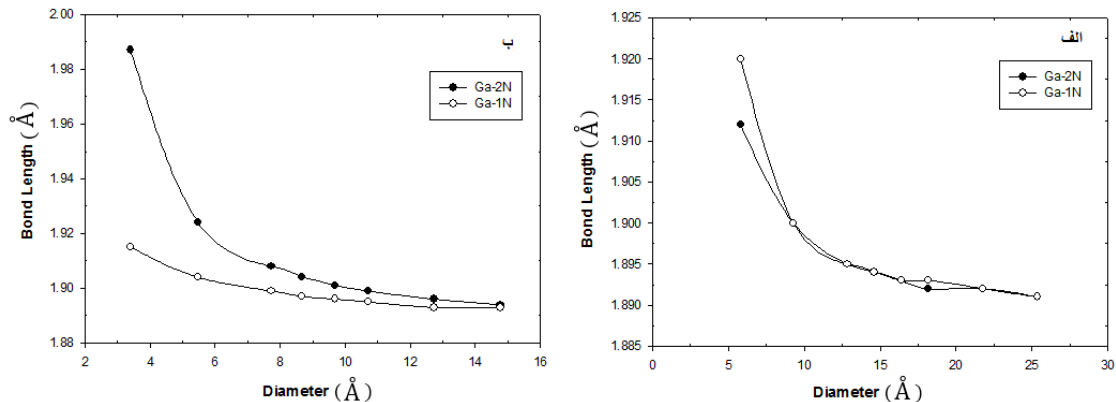 2.00
1.98
1.96
1.94
1.92
1.90
1.88
Bond Length (Å)
ب
Ga-2N
Ga-1N
2 4 6 8 10 12 14 16
Diameter (Å)
1.925
1.920
1.915
1.910
1.905
1.900
1.895
1.890
1.885
Bond Length (Å)
الف
Ga-2N
Ga-1N
0 5 10 15 20 25 30
Diameter (Å)